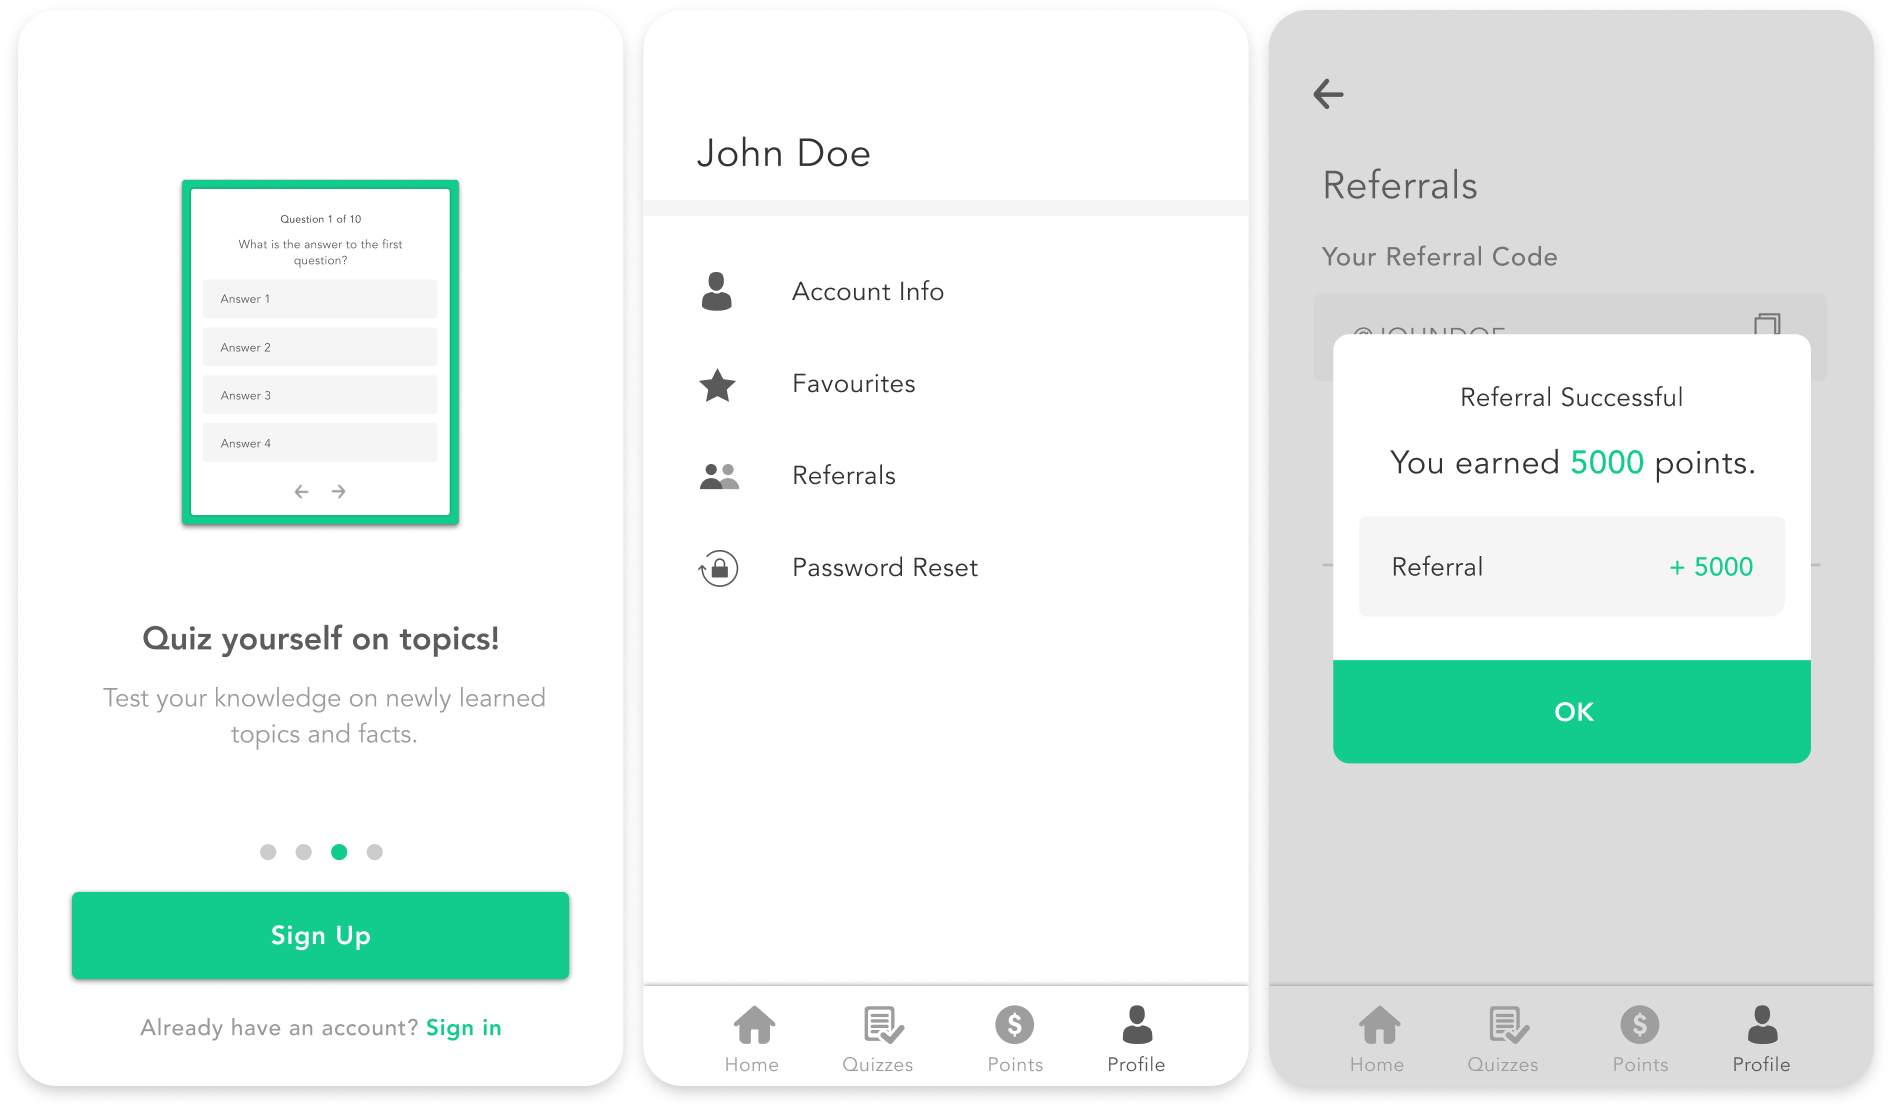 Question 1 of 10
What is the answer to the first
question?
Answer 1
Answer 2
Answer 3
Answer 4
Quiz yourself on topics!
Test your knowledge on newly learned
topics and facts.
Sign Up
Already have an account? Sign in
John Doe
Account Info
Favourites
Referrals
Password Reset
Home Quizzes Points Profile
Referrals
Your Referral Code
@JOHNDOE
Referral Successful
You earned 5000 points.
Referral + 5000
OK
Home Quizzes Points Profile